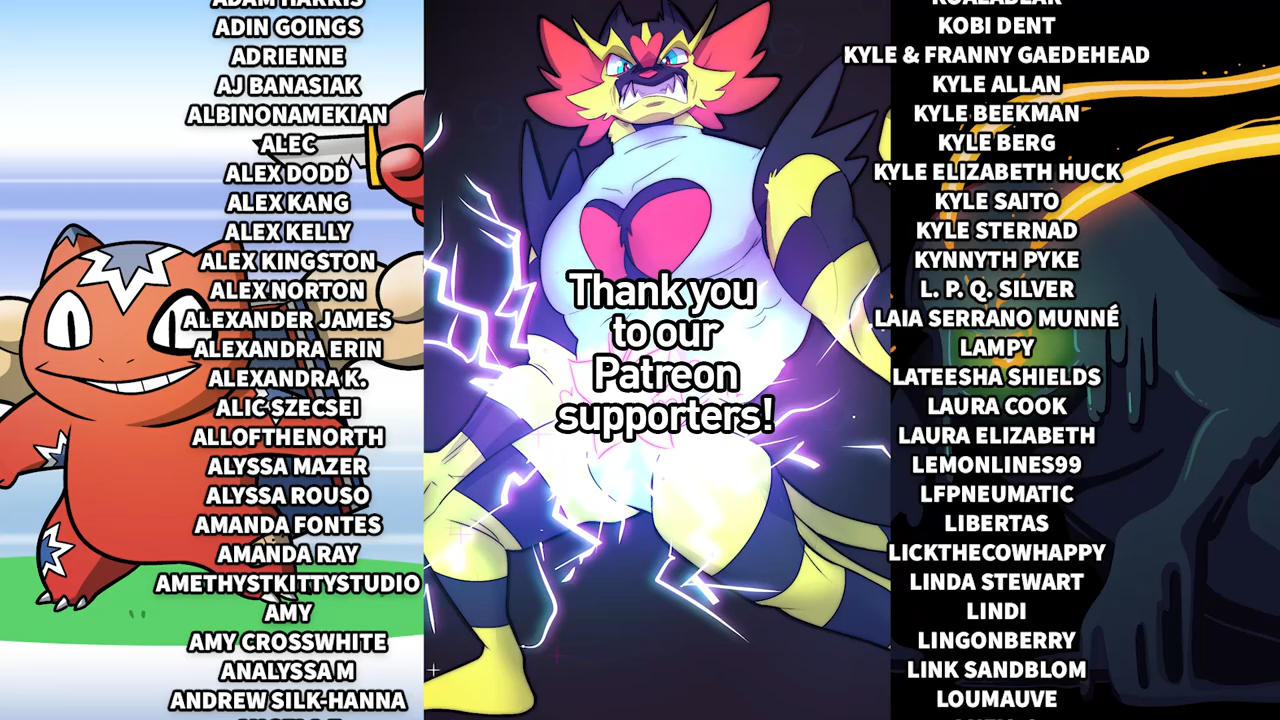 ADAM HARRIS
ADIN GOINGS
ADRIENNE
AJ BANASIAK
ALBINONAMEKIAN
ALEC
ALEX DODD
ALEX KANG
ALEX KELLY
ALEX KINGSTON
ALEX NORTON
ALEXANDER JAMES
ALEXANDRA ERIN
ALEXANDRA K.
ALIC SZECSEI
ALLOFTHENORTH
ALYSSA MAZER
ALYSSA ROUSO
AMANDA FONTES
AMANDA RAY
AMETHYSTKITTYSTUDIO
AMY
AMY CROSSWHITE
ANALYSSA M
ANDREW SILK-HANNA
Thank you
to our
Patreon
supporters!
KOALABEAR
KOBI DENT
KYLE & FRANNY GAEDEHEAD
KYLE ALLAN
KYLE BEEKMAN
KYLE BERG
KYLE ELIZABETH HUCK
KYLE SAITO
KYLE STERNAD
KYNNYTH PYKE
L. P. Q. SILVER
LAIA SERRANO MUNNÉ
LAMPY
LATEESHA SHIELDS
LAURA COOK
LAURA ELIZABETH
LEMONLINES99
LFPNEUMATIC
LIBERTAS
LICKTHECOWHAPPY
LINDA STEWART
LINDI
LINGONBERRY
LINK SANDBLOM
LOUMAUVE